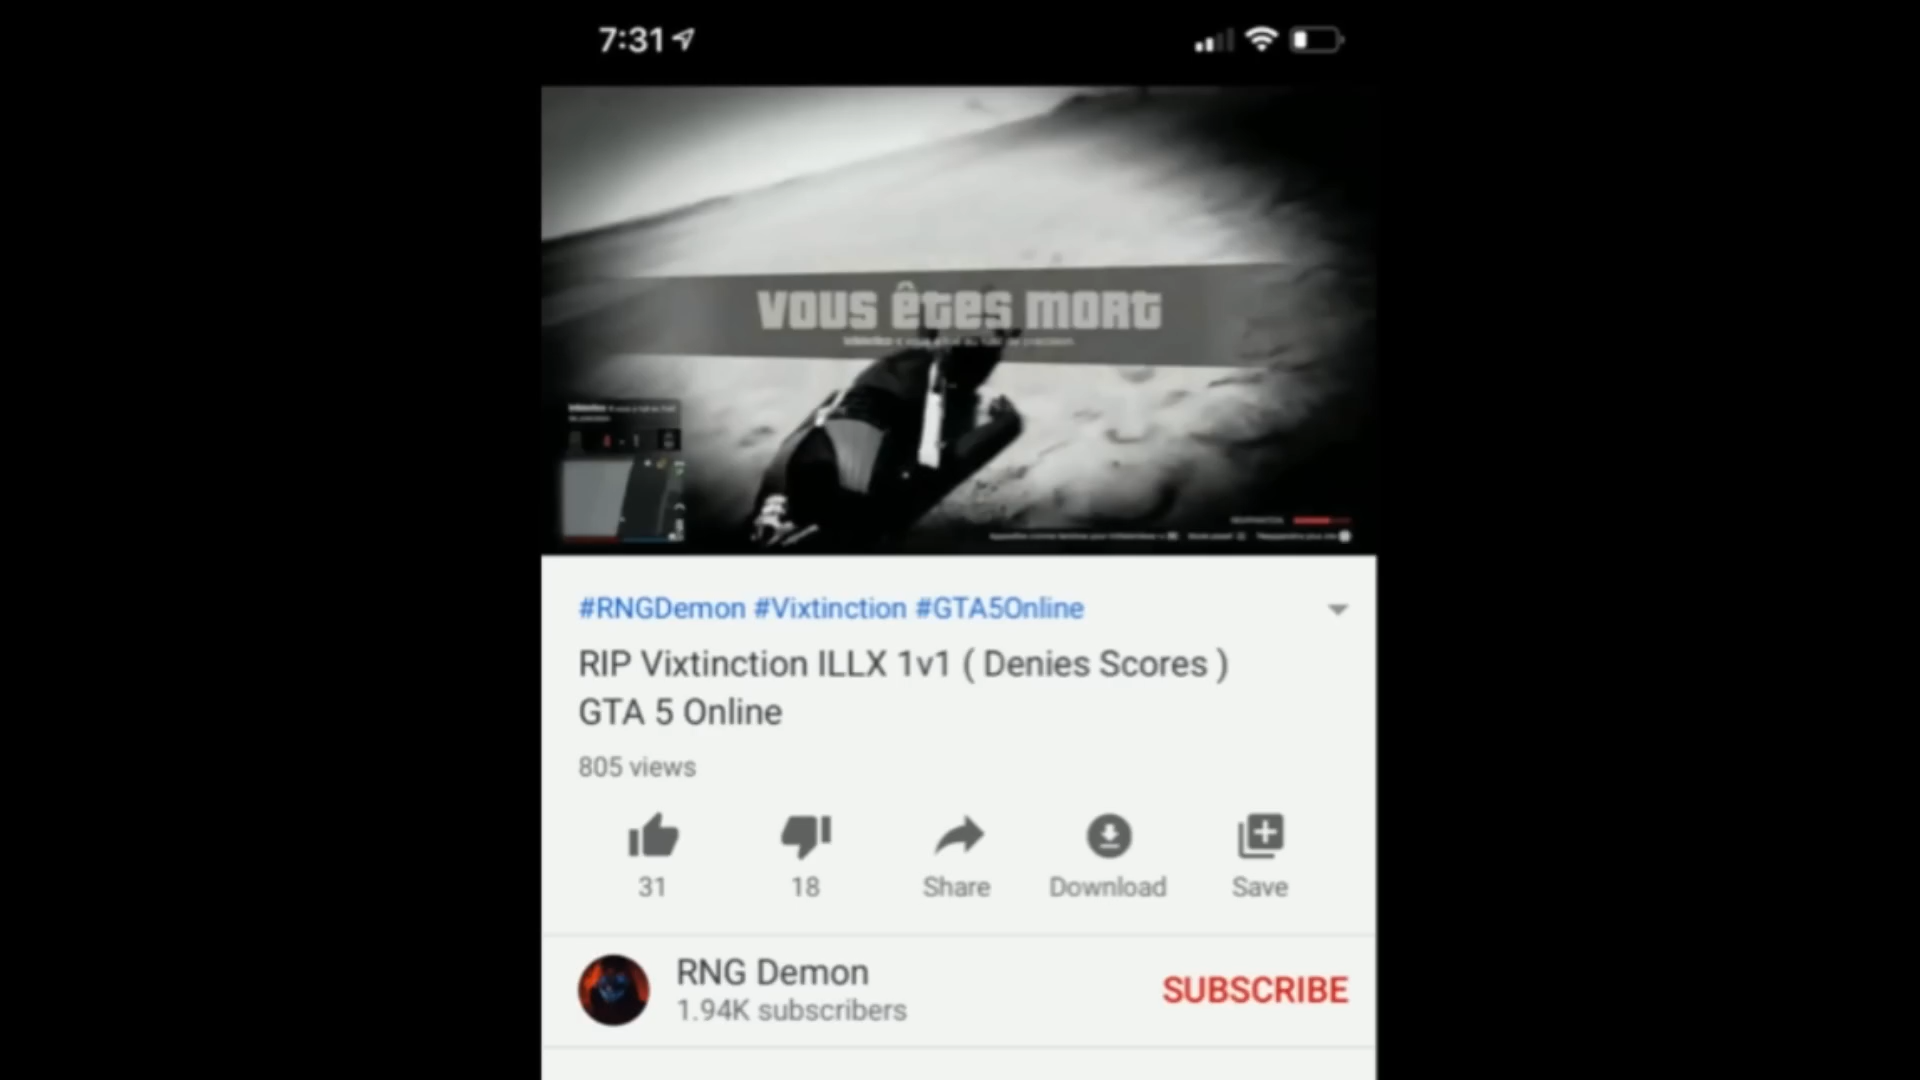 7:31
VOUS êTES MORT
#RNGDemon #Vixtinction #GTA5Online
RIP Vixtinction ILLX 1v1 ( Denies Scores )
GTA 5 Online
805 views
31 18 Share Download Save
RNG Demon
1.94K subscribers
SUBSCRIBE